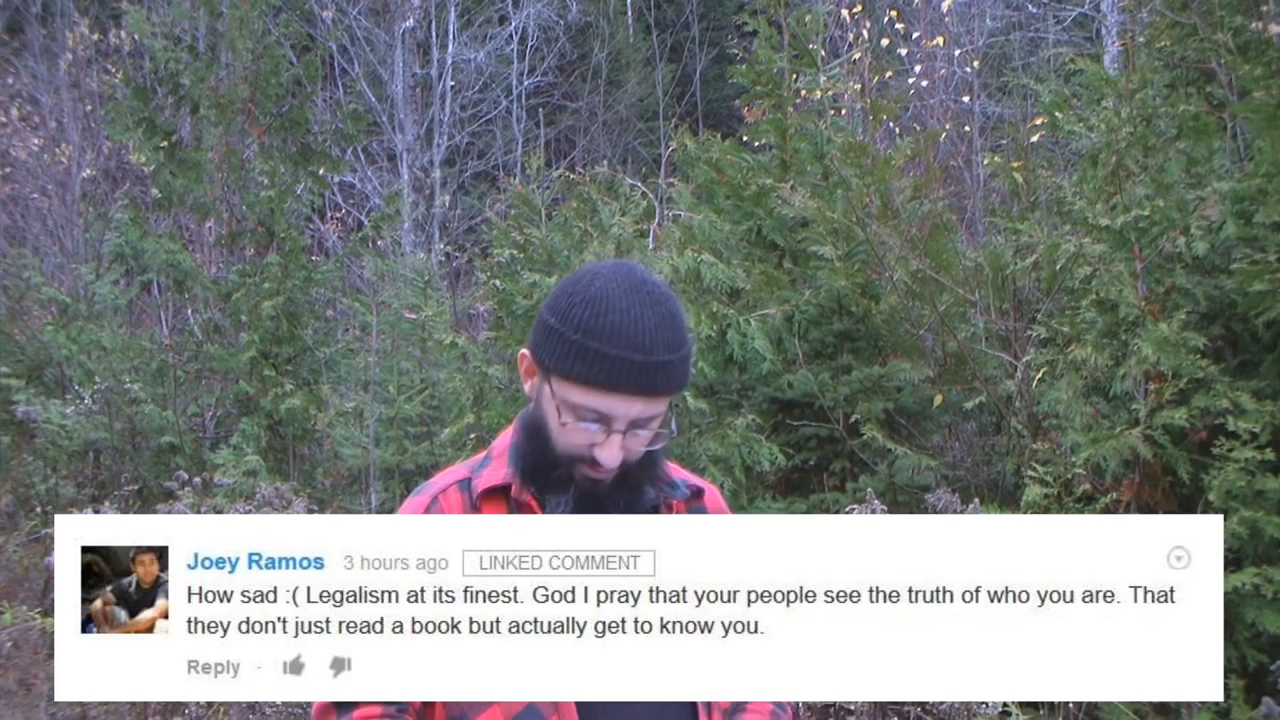 Joey Ramos 3 hours ago LINKED COMMENT
How sad :( Legalism at its finest. God I pray that your people see the truth of who you are. That
they don't just read a book but actually get to know you.
Reply